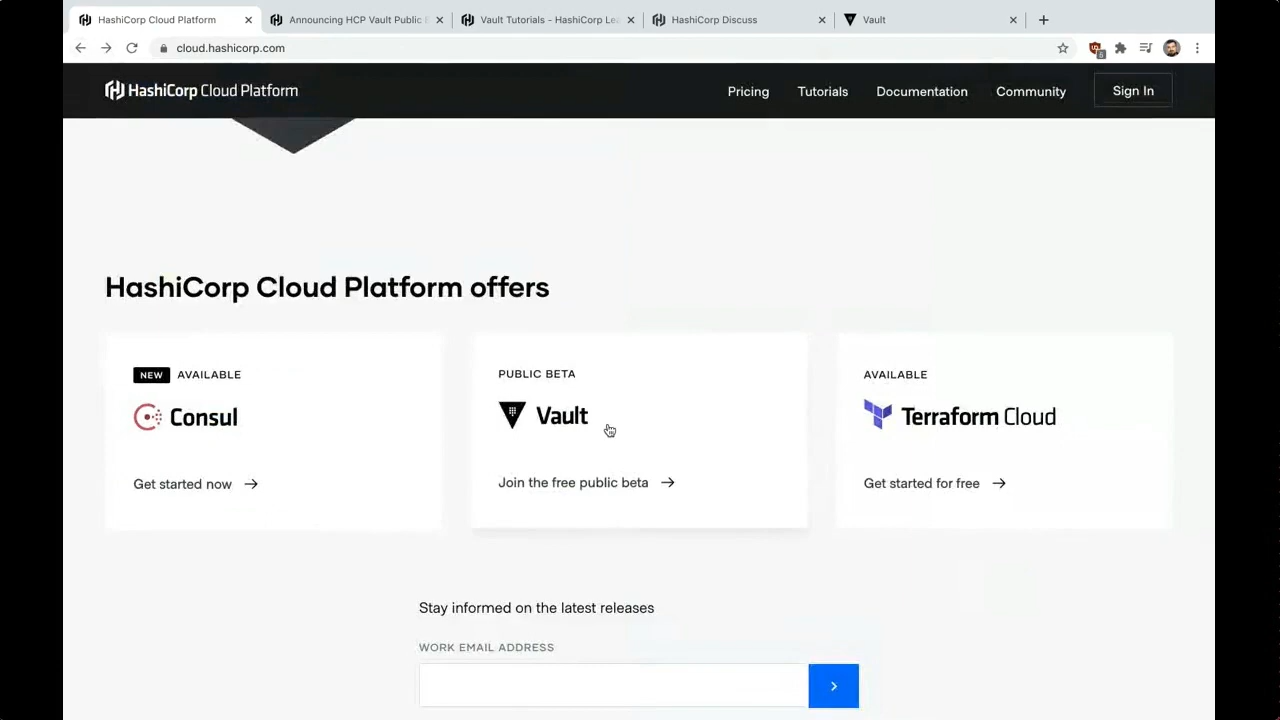 HashiCorp Cloud Platform
Announcing HCP Vault Public
Vault Tutorials - HashiCorp Le
HashiCorp Discuss
Vault
cloud.hashicorp.com
HashiCorp Cloud Platform
Pricing
Tutorials
Documentation
Community
Sign In
HashiCorp Cloud Platform offers
NEW AVAILABLE
Consul
Get started now
PUBLIC BETA
Vault
Join the free public beta
AVAILABLE
Terraform Cloud
Get started for free
Stay informed on the latest releases
WORK EMAIL ADDRESS